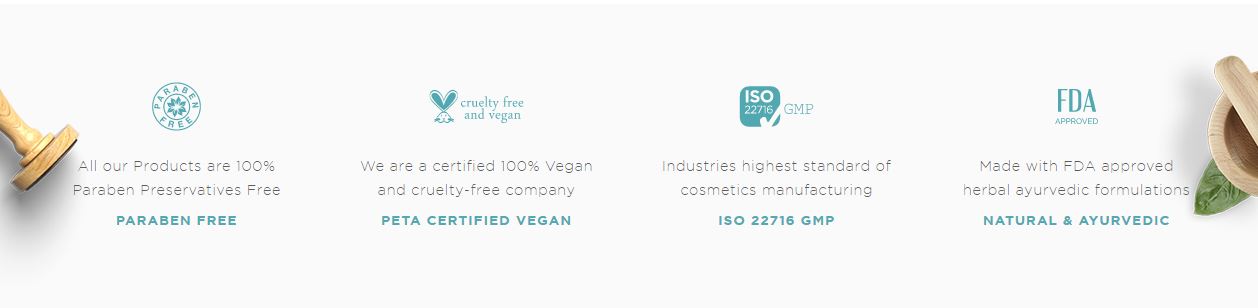 PARABEN FREE
All our Products are 100%
Paraben Preservatives Free
PARABEN FREE
cruelty free
and vegan
We are a certified 100% Vegan
and cruelty-free company
PETA CERTIFIED VEGAN
ISO
22716
GMP
Industries highest standard of
cosmetics manufacturing
ISO 22716 GMP
FDA
APPROVED
Made with FDA approved
herbal ayurvedic formulations
NATURAL & AYURVEDIC